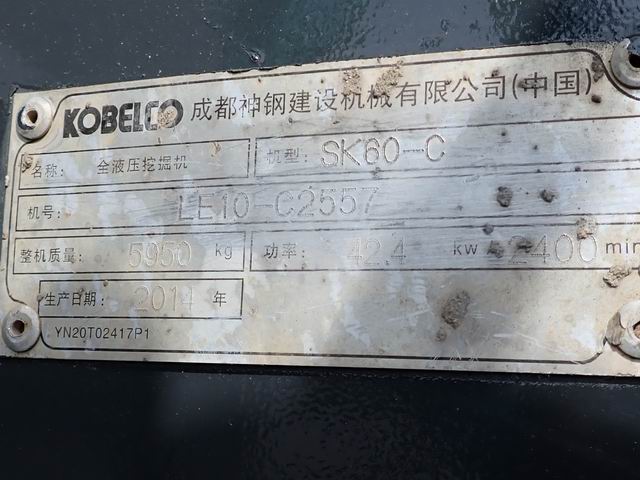 KOBELCO 成都神钢建设机械有限公司(中国)
名称: 全液压挖掘机 机型: SK60-C
机号: LE10-C2557
整机质量: 5950 kg 功率: 42.4 kw 2400 min
生产日期: 2014 年
YN20T02417P1